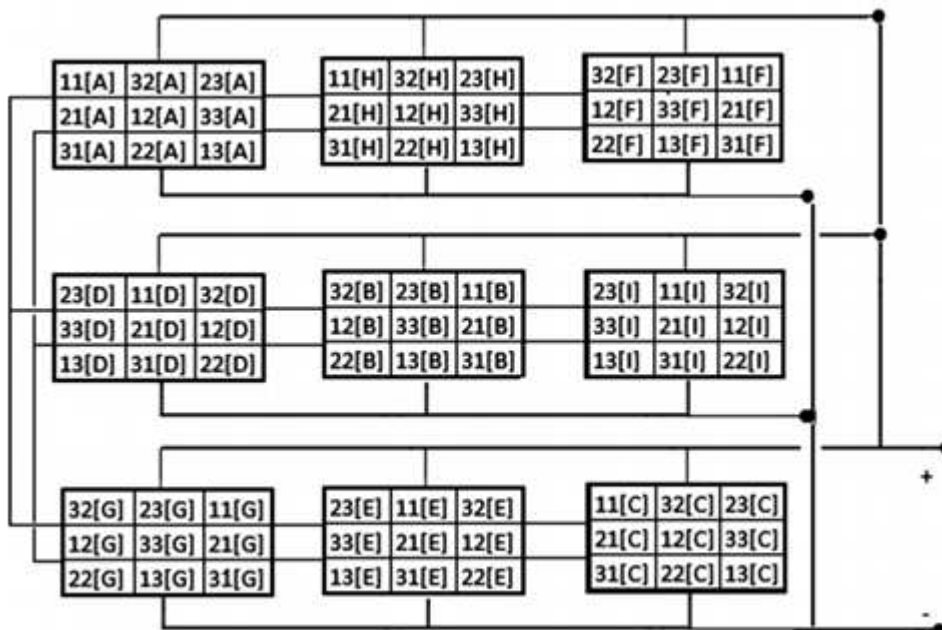 11[A] 32[A] 23[A] 11[H] 32[H] 23[H] 32[F] 23[F] 11[F]
21[A] 12[A] 33[A] 21[H] 12[H] 33[H] 12[F] 33[F] 21[F]
31[A] 22[A] 13[A] 31[H] 22[H] 13[H] 22[F] 13[F] 31[F]
23[D] 11[D] 32[D] 32[B] 23[B] 11[B] 23[I] 11[I] 32[I]
33[D] 21[D] 12[D] 12[B] 33[B] 21[B] 33[I] 21[I] 12[I]
13[D] 31[D] 22[D] 22[B] 13[B] 31[B] 13[I] 31[I] 22[I]
+
32[G] 23[G] 11[G] 23[E] 11[E] 32[E] 11[C] 32[C] 23[C]
12[G] 33[G] 21[G] 33[E] 21[E] 12[E] 21[C] 12[C] 33[C]
22[G] 13[G] 31[G] 13[E] 31[E] 22[E] 31[C] 22[C] 13[C]
-